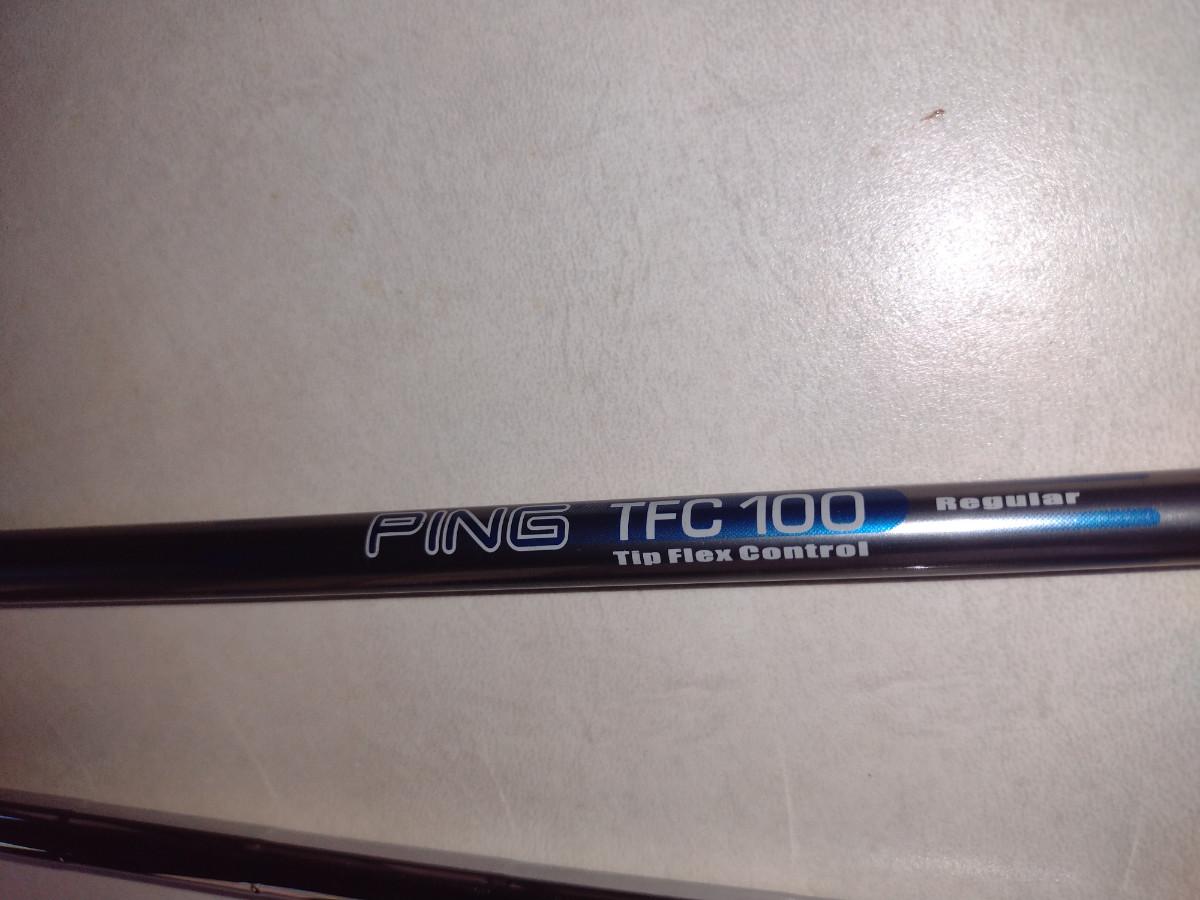 PING TFC 100 Regular
Tip Flex Control